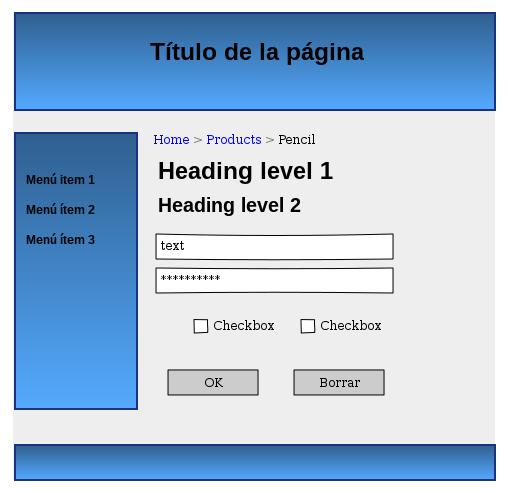 Título de la página
Menú item 1
Menú ítem 2
Menú ítem 3
Home > Products > Pencil
Heading level 1
Heading level 2
text
**********
Checkbox Checkbox
OK Borrar